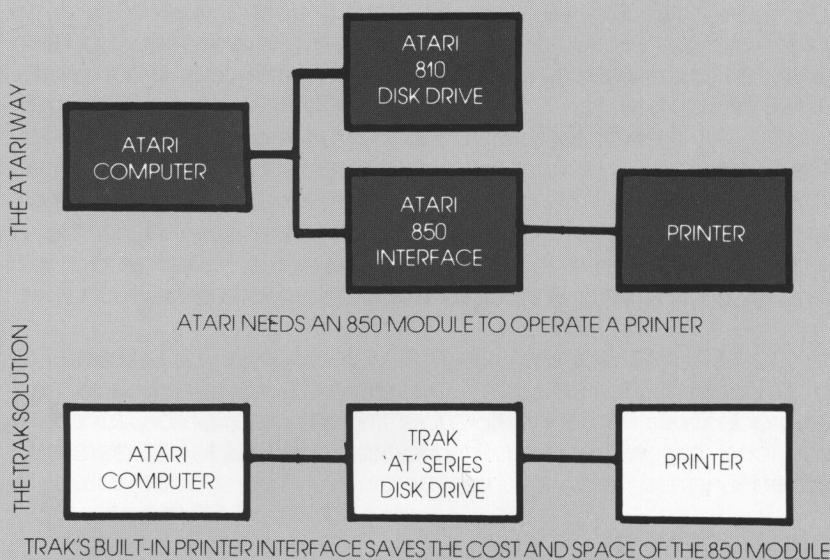 THE ATARI WAY
ATARI
COMPUTER
ATARI
810
DISK DRIVE
ATARI
850
INTERFACE
PRINTER
ATARI NEEDS AN 850 MODULE TO OPERATE A PRINTER
THE TRAK SOLUTION
ATARI
COMPUTER
TRAK
'AT' SERIES
DISK DRIVE
PRINTER
TRAK'S BUILT-IN PRINTER INTERFACE SAVES THE COST AND SPACE OF THE 850 MODULE